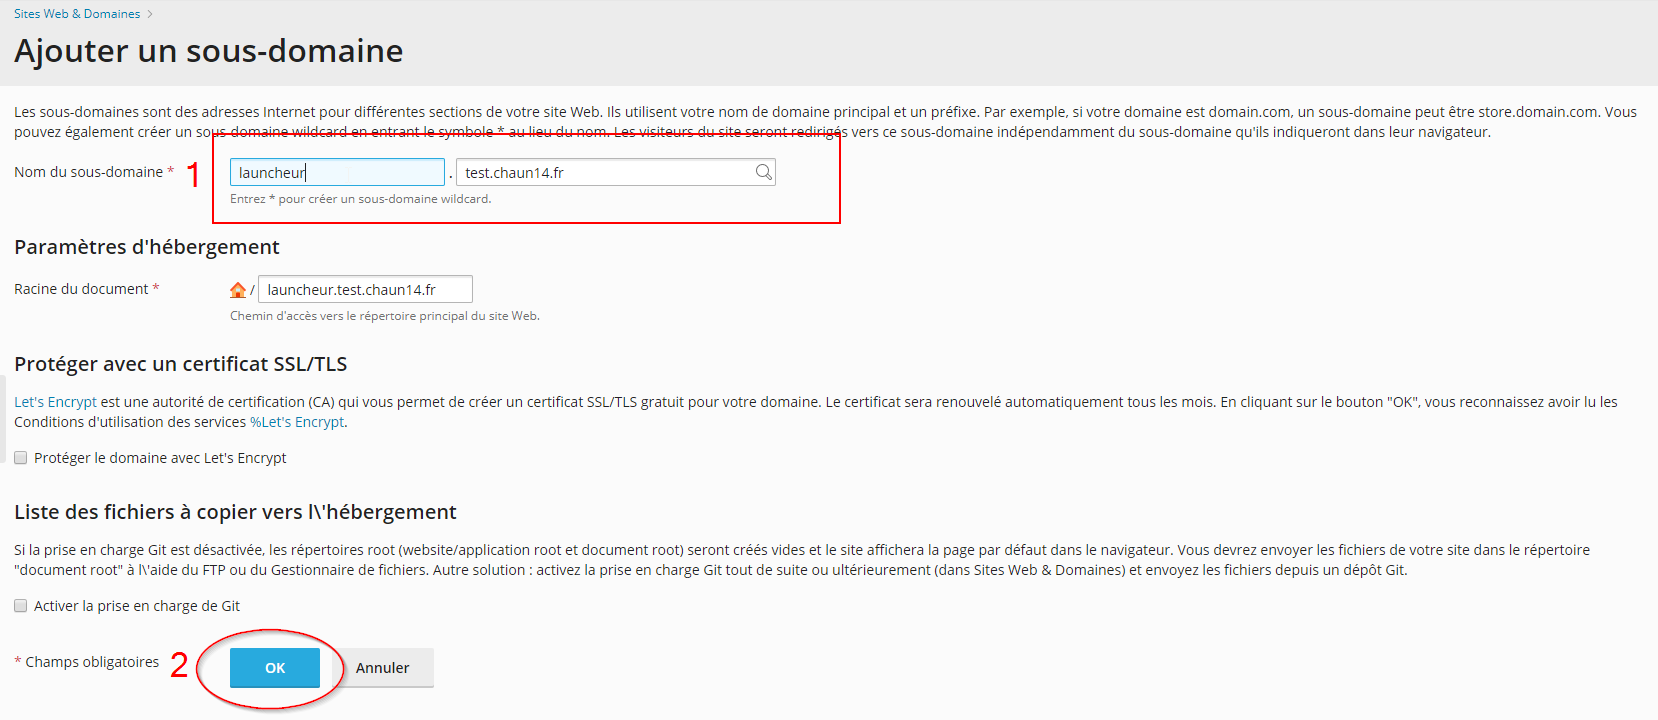 Sites Web & Domaines >
Ajouter un sous-domaine
Les sous-domaines sont des adresses Internet pour différentes sections de votre site Web. Ils utilisent votre nom de domaine principal et un préfixe. Par exemple, si votre domaine est domain.com, un sous-domaine peut être store.domain.com. Vous
pouvez également créer un sous-domaine wildcard en entrant le symbole * au lieu du nom. Les visiteurs du site seront redirigés vers ce sous-domaine indépendamment du sous-domaine qu'ils indiqueront dans leur navigateur.
Nom du sous-domaine * 1 launcheur . test.chaun14.fr
Entrez * pour créer un sous-domaine wildcard.
Paramètres d'hébergement
Racine du document * / launcheur.test.chaun14.fr
Chemin d'accès vers le répertoire principal du site Web.
Protéger avec un certificat SSL/TLS
Let's Encrypt est une autorité de certification (CA) qui vous permet de créer un certificat SSL/TLS gratuit pour votre domaine. Le certificat sera renouvelé automatiquement tous les mois. En cliquant sur le bouton "OK", vous reconnaissez avoir lu les
Conditions d'utilisation des services %Let's Encrypt.
Protéger le domaine avec Let's Encrypt
Liste des fichiers à copier vers l\'hébergement
Si la prise en charge Git est désactivée, les répertoires root (website/application root et document root) seront créés vides et le site affichera la page par défaut dans le navigateur. Vous devrez envoyer les fichiers de votre site dans le répertoire
"document root" à l\'aide du FTP ou du Gestionnaire de fichiers. Autre solution : activez la prise en charge Git tout de suite ou ultérieurement (dans Sites Web & Domaines) et envoyez les fichiers depuis un dépôt Git.
Activer la prise en charge de Git
* Champs obligatoires 2 OK Annuler